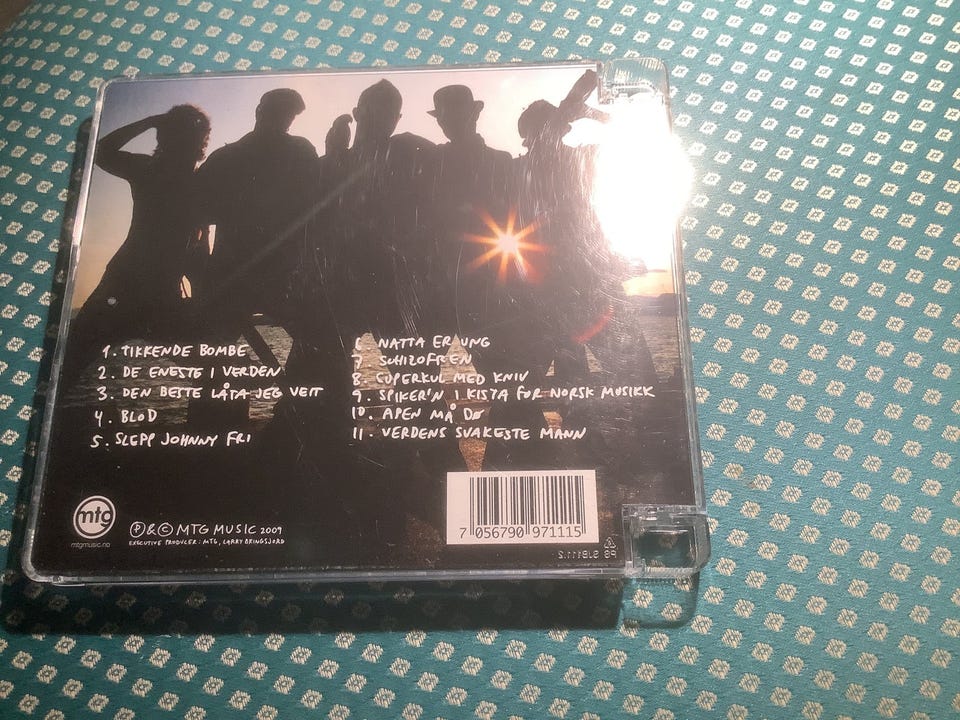 1. TIKKENDE BOMBE
2. DE ENESTE I VERDEN
3. DEN BESTE LÅTA JEG VEIT
4. BLOD
5. SLEPP JOHNNY FRI
6 NATTA ER UNG
7 SCHIZOFREN
8. SUPERKUL MED KNIV
9. SPIKER'N I KISTA FOR NORSK MUSIKK
10. APEN MÅ DØ
11. VERDENS SVAKESTE MANN
mtg
mtgmusic.no
Ⓟ&© MTG MUSIC 2009
EXECUTIVE PRODUCER: MTG, LARRY BRINGSJORD
7 056790 971115